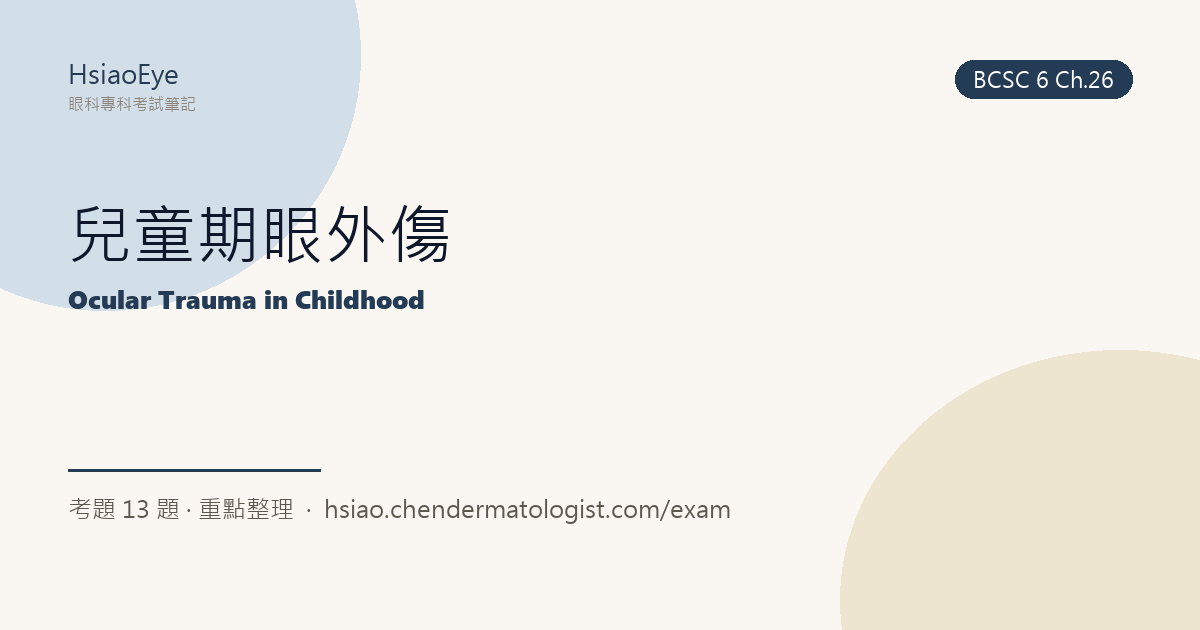 HsiaoEye
眼科專科考試筆記
BCSC 6 Ch.26
兒童期眼外傷
Ocular Trauma in Childhood
考題 13 題 · 重點整理 · hsiao.chendermatologist.com/exam